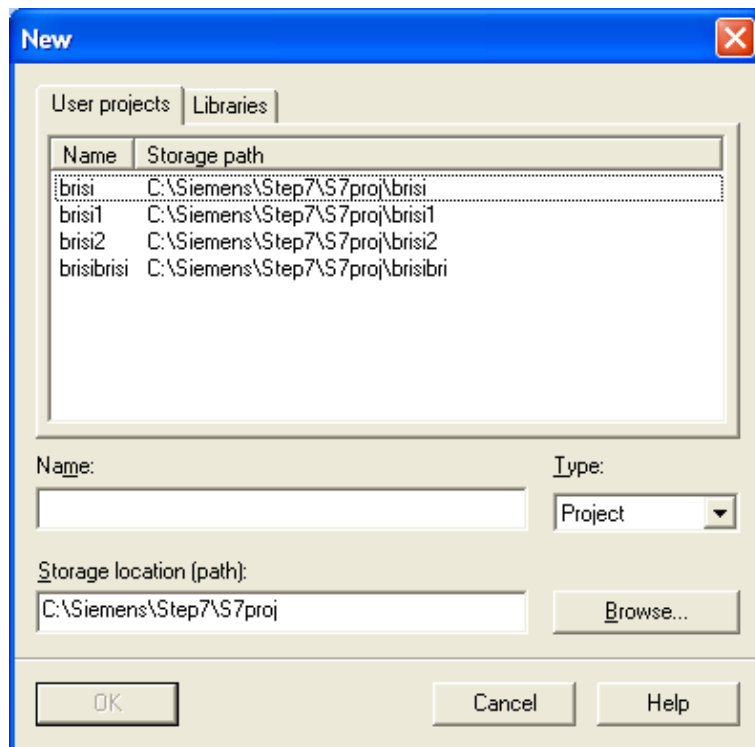 New
User projects Libraries
Name Storage path
brisi C:\Siemens\Step7\S7proj\brisi
brisi1 C:\Siemens\Step7\S7proj\brisi1
brisi2 C:\Siemens\Step7\S7proj\brisi2
brisibrisi C:\Siemens\Step7\S7proj\brisibri
Name: Type:
Project
Storage location (path):
C:\Siemens\Step7\S7proj Browse...
OK Cancel Help